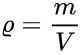 ϱ = m/V